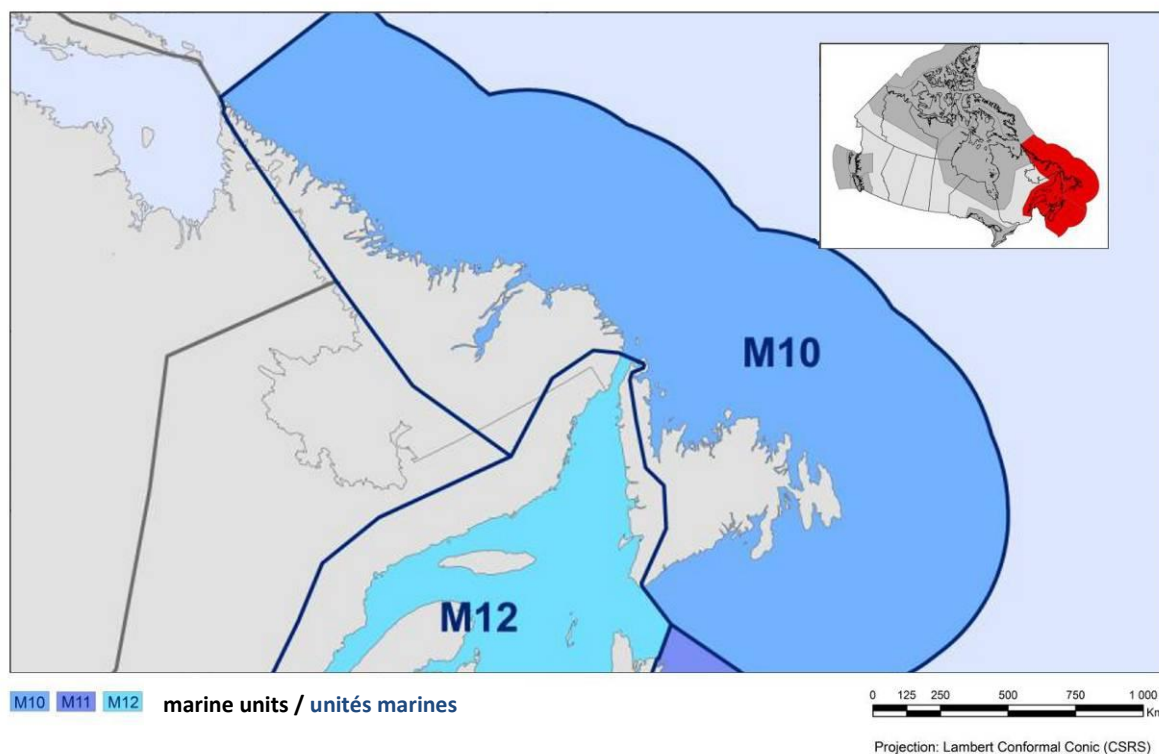 M10
M12
M10 M11 M12 marine units / unités marines
0 125 250 500 750 1 000
Km
Projection: Lambert Conformal Conic (CSRS)